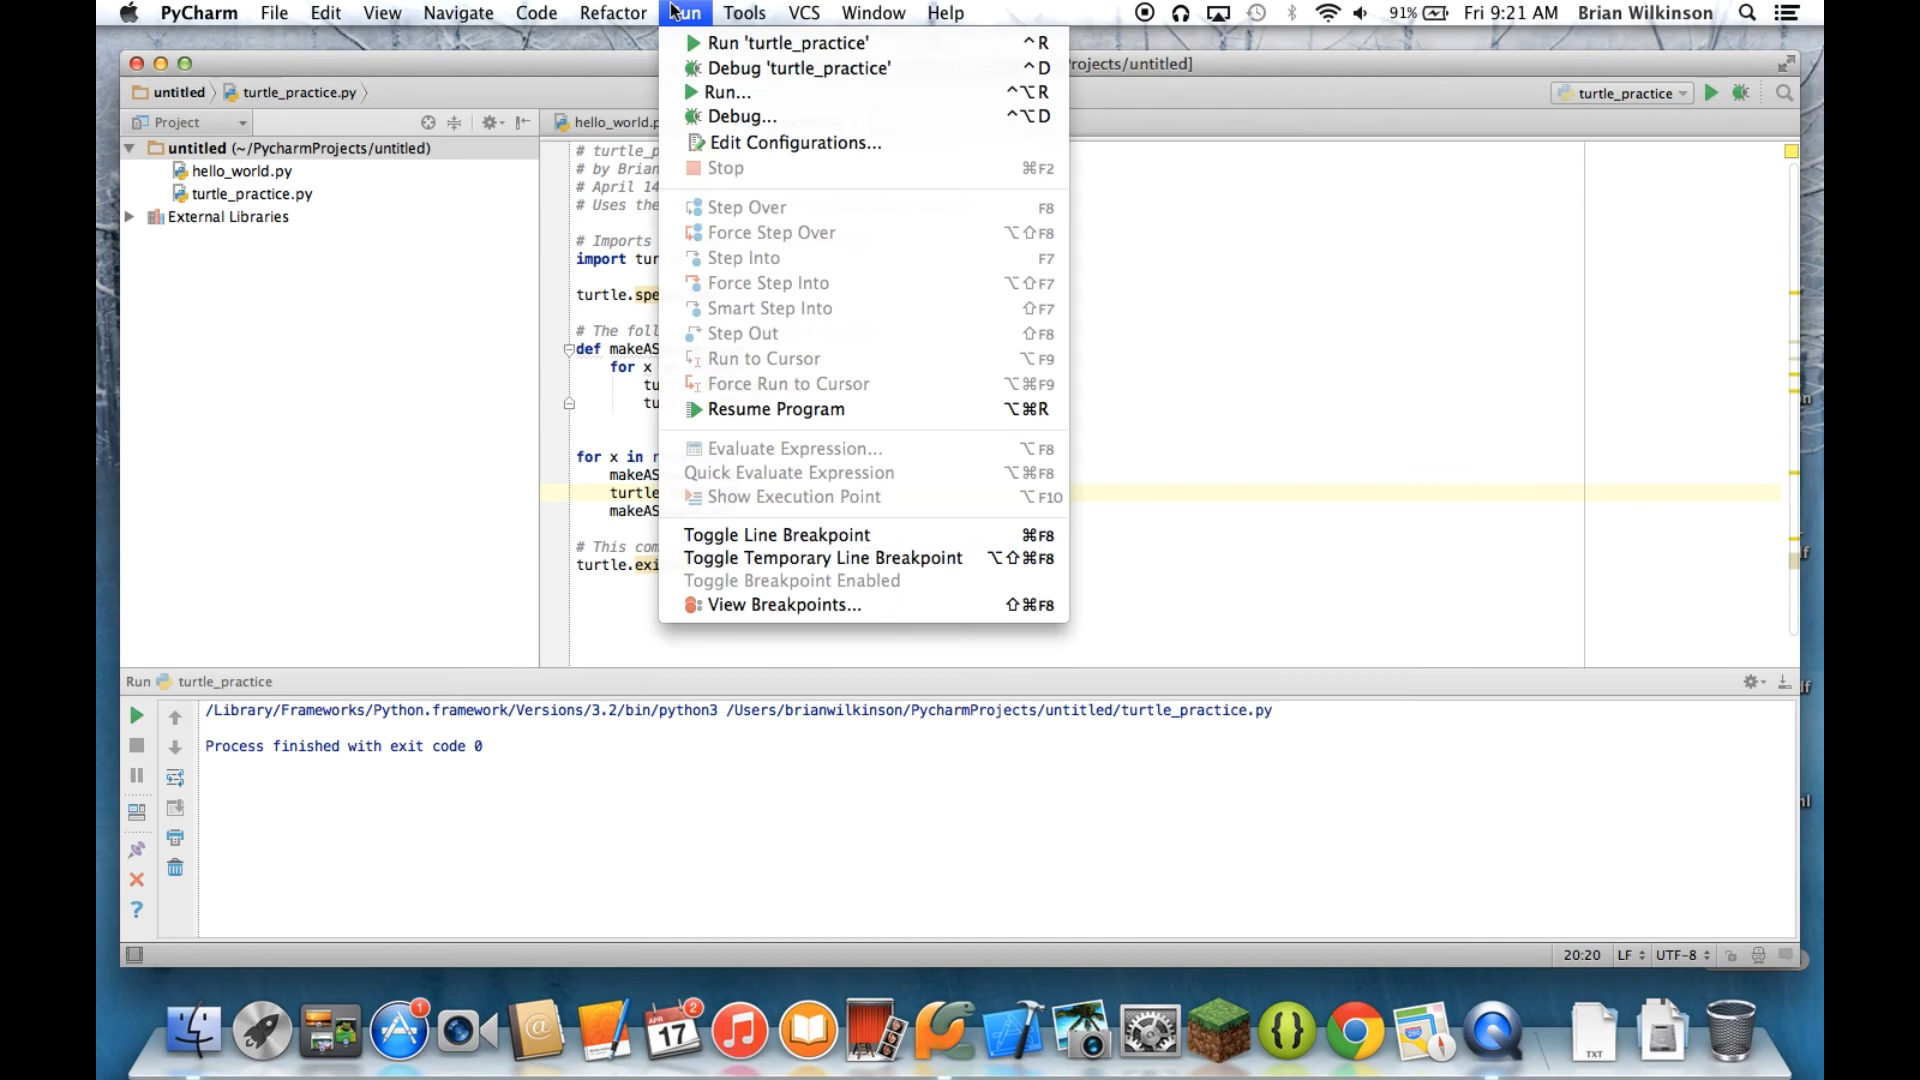 PyCharm File Edit View Navigate Code Refactor Run Tools VCS Window Help 91% Fri 9:21 AM Brian Wilkinson
rojects/untitled]
untitled turtle_practice.py turtle_practice
Project hello_world.p
untitled (~/PycharmProjects/untitled)
hello_world.py
turtle_practice.py
External Libraries
# turtle_p
# by Brian
# April 14
# Uses the
# Imports
import tur
turtle.spe
# The foll
def makeAS
for x
tu
tu
for x in r
makeAS
turtle
makeAS
# This com
turtle.exi
Run 'turtle_practice' ⌃R
Debug 'turtle_practice' ⌃D
Run... ⌃⌥R
Debug... ⌃⌥D
Edit Configurations...
Stop ⌘F2
Step Over F8
Force Step Over ⌥⇧F8
Step Into F7
Force Step Into ⌥⇧F7
Smart Step Into ⇧F7
Step Out ⇧F8
Run to Cursor ⌥F9
Force Run to Cursor ⌥⌘F9
Resume Program ⌥⌘R
Evaluate Expression... ⌥F8
Quick Evaluate Expression ⌥⌘F8
Show Execution Point ⌥F10
Toggle Line Breakpoint ⌘F8
Toggle Temporary Line Breakpoint ⌥⇧⌘F8
Toggle Breakpoint Enabled
View Breakpoints... ⇧⌘F8
Run turtle_practice
/Library/Frameworks/Python.framework/Versions/3.2/bin/python3 /Users/brianwilkinson/PycharmProjects/untitled/turtle_practice.py
Process finished with exit code 0
20:20 LF UTF-8
1
APR
17
2
TXT